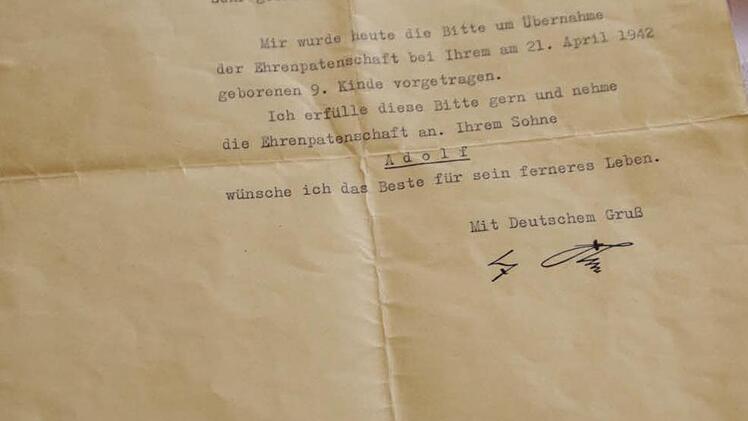 Mir wurde heute die Bitte um Übernahme
der Ehrenpatenschaft bei Ihrem am 21. April 1942
geborenen 9. Kinde vorgetragen.
Ich erfülle diese Bitte gern und nehme
die Ehrenpatenschaft an. Ihrem Sohne
A d o l f
wünsche ich das Beste für sein ferneres Leben.
Mit Deutschem Gruß